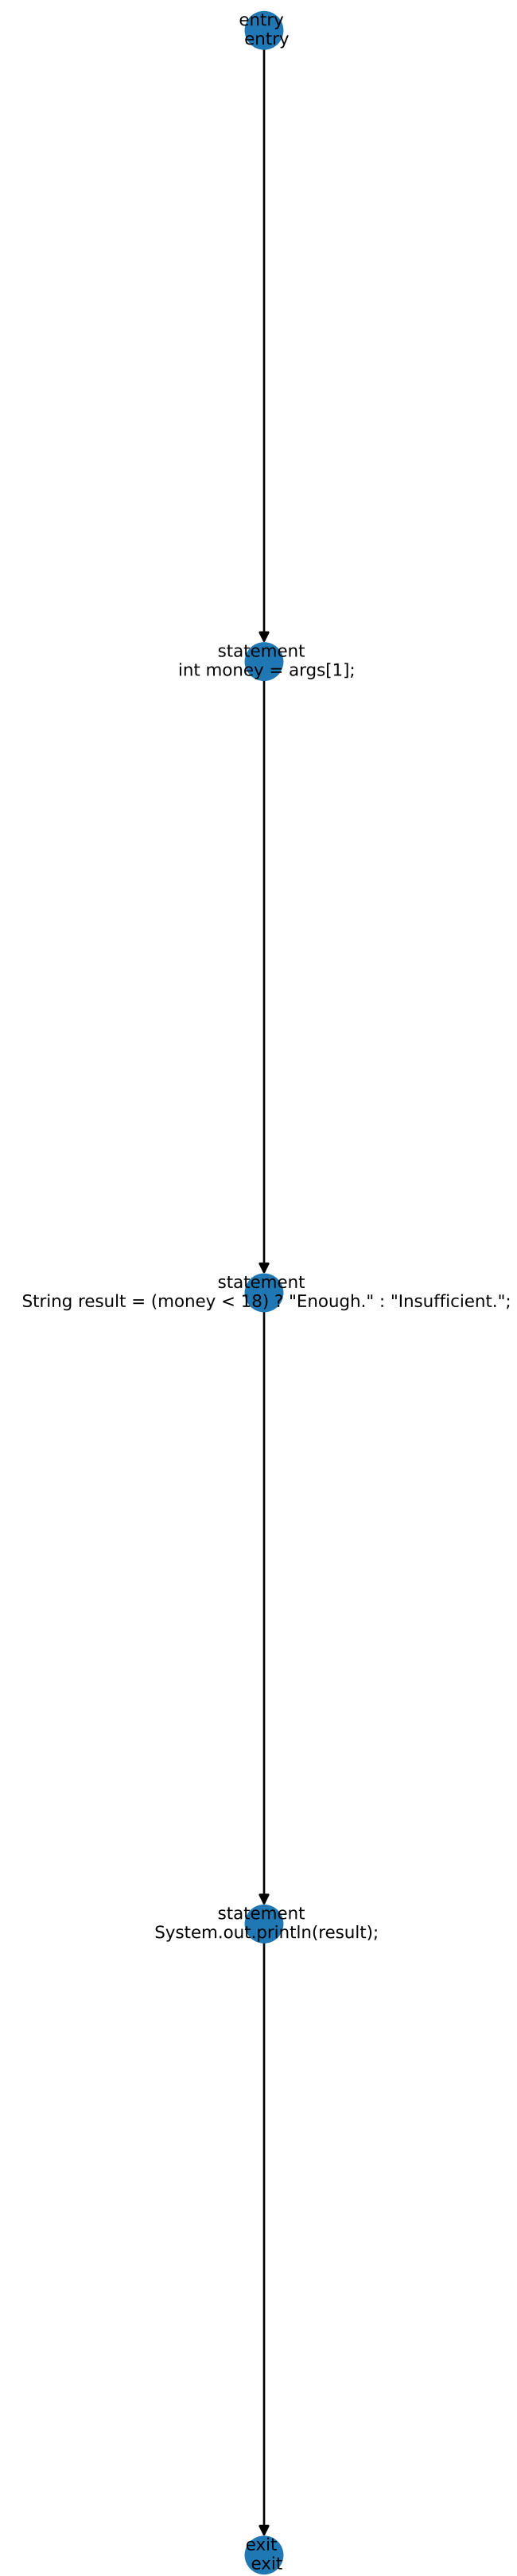 entry
entry
statement
int money = args[1];
statement
String result = (money < 18) ? "Enough." : "Insufficient.";
statement
System.out.println(result);
exit
exit